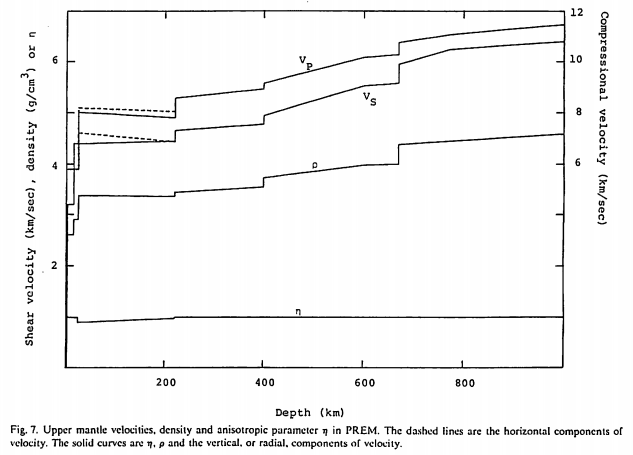 12
10
8
6
Compressional velocity
(km/sec)
6
4
2
Shear velocity (km/sec), density (g/cm³) or η
VP
VS
ρ
η
200
400
600
800
Depth (km)
Fig. 7. Upper mantle velocities, density and anisotropic parameter η in PREM. The dashed lines are the horizontal components of
velocity. The solid curves are η, ρ and the vertical, or radial, components of velocity.